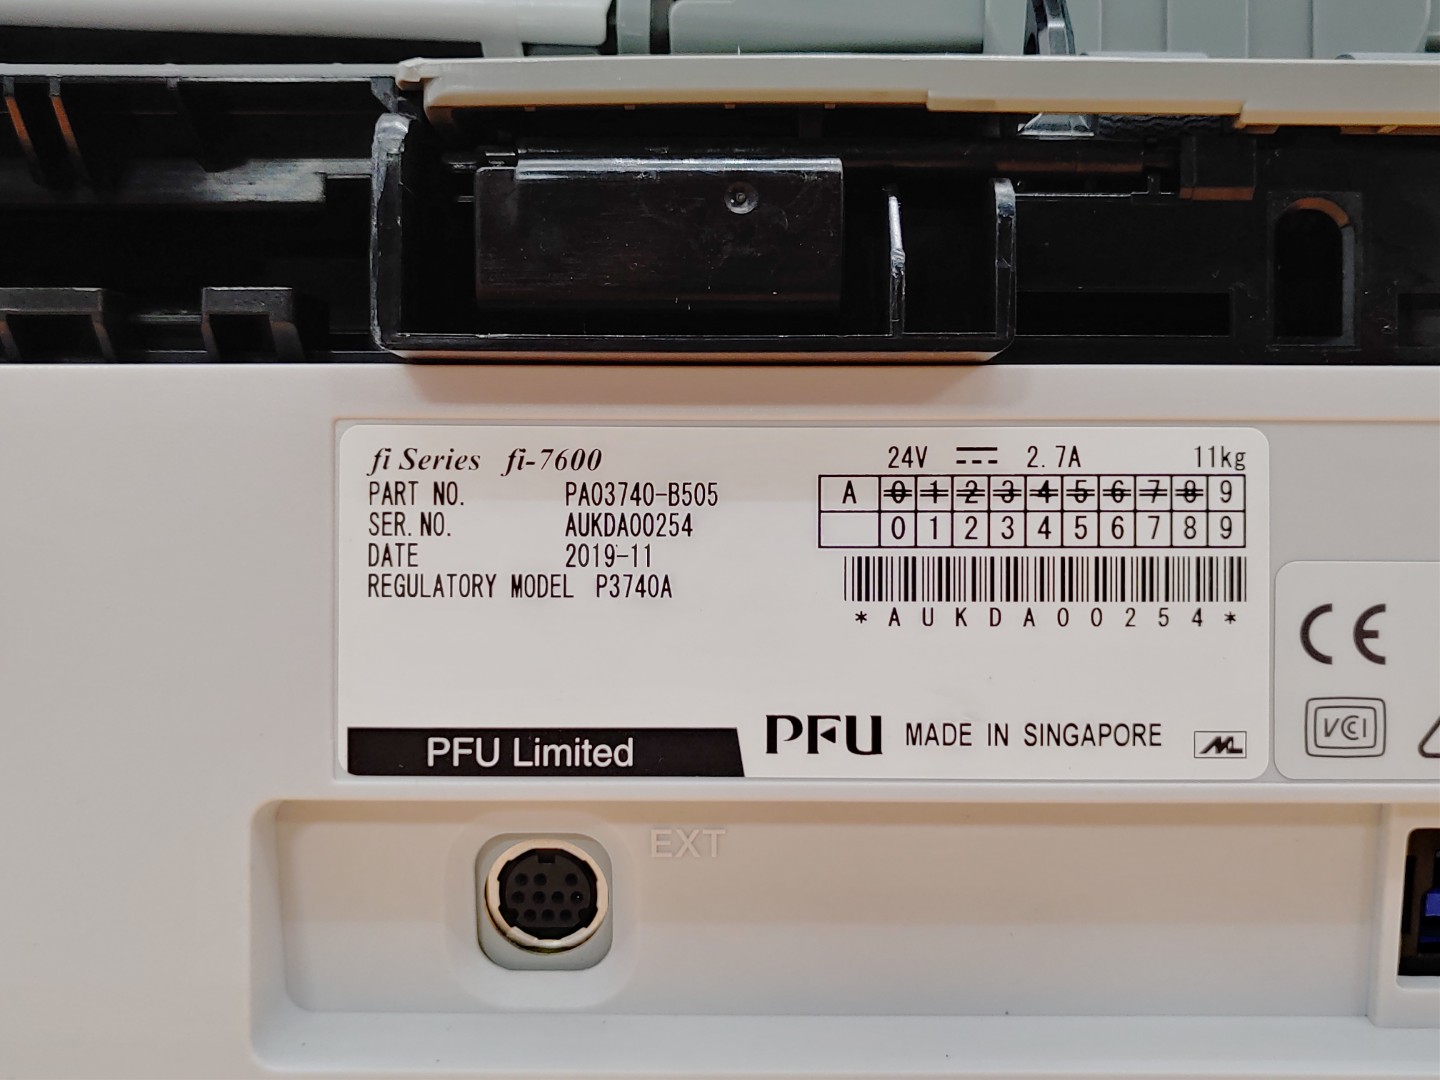 fi Series fi-7600
24V 2.7A 11kg
PART NO. PA03740-B505
A 0 1 2 3 4 5 6 7 8 9
SER. NO. AUKDA00254
0 1 2 3 4 5 6 7 8 9
DATE 2019-11
REGULATORY MODEL P3740A
*AUKDA00254*
CE
VCI
PFU Limited
PFU MADE IN SINGAPORE
ML
EXT